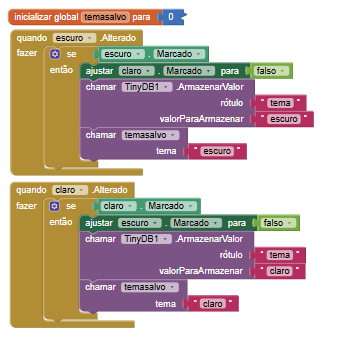 inicializar global temasalvo para 0
quando escuro .Alterado
fazer se escuro . Marcado
então ajustar claro . Marcado para falso
chamar TinyDB1 .ArmazenarValor
rótulo " tema "
valorParaArmazenar " escuro "
chamar temasalvo
tema " escuro "
quando claro .Alterado
fazer se claro . Marcado
então ajustar escuro . Marcado para falso
chamar TinyDB1 .ArmazenarValor
rótulo " tema "
valorParaArmazenar " claro "
chamar temasalvo
tema " claro "